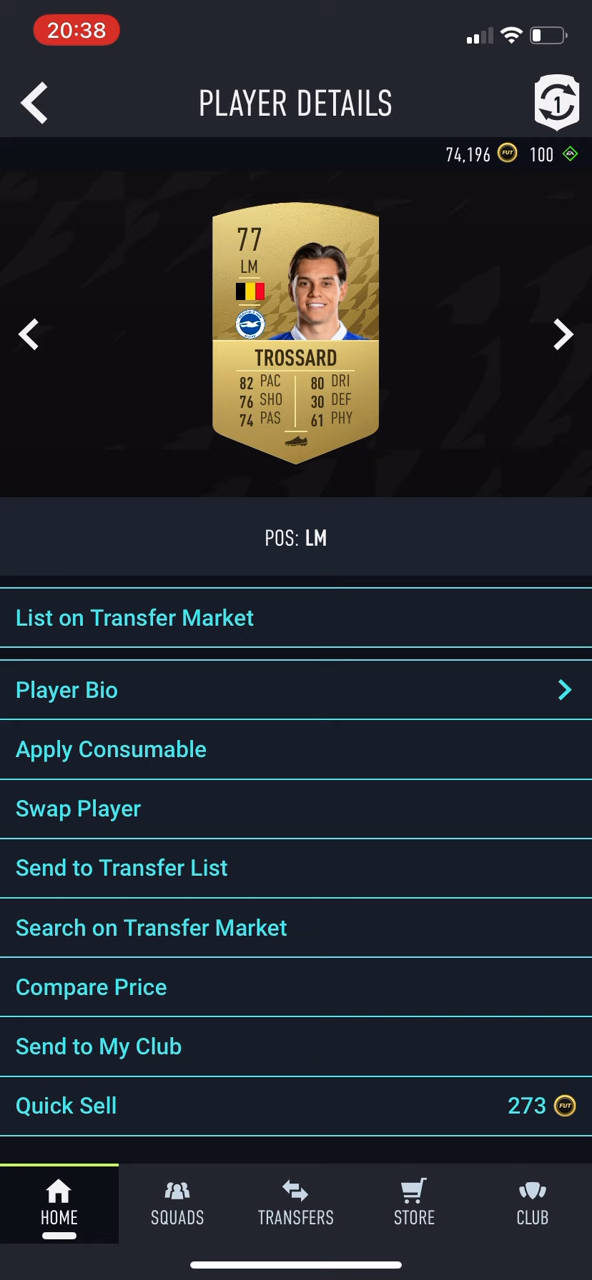 20:38
PLAYER DETAILS
1
74,196 FUT 100
77
LM
TROSSARD
82 PAC 80 DRI
76 SHO 30 DEF
74 PAS 61 PHY
POS: LM
List on Transfer Market
Player Bio
Apply Consumable
Swap Player
Send to Transfer List
Search on Transfer Market
Compare Price
Send to My Club
Quick Sell 273 FUT
HOME SQUADS TRANSFERS STORE CLUB